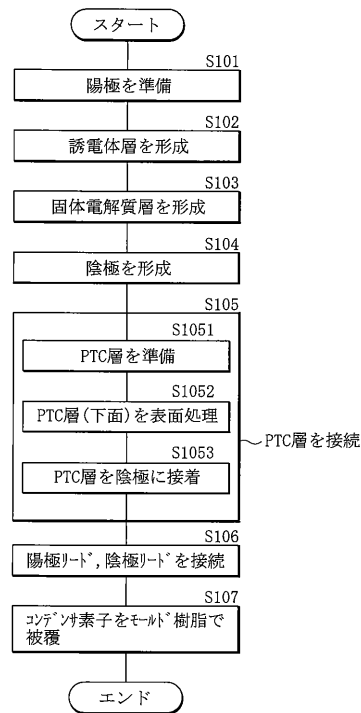 スタート
S101
陽極を準備
S102
誘電体層を形成
S103
固体電解質層を形成
S104
陰極を形成
S105
S1051
PTC層を準備
S1052
PTC層(下面)を表面処理
S1053
PTC層を陰極に接着
PTC層を接続
S106
陽極ﾘｰﾄﾞ,陰極ﾘｰﾄﾞを接続
S107
ｺﾝﾃﾞﾝｻ素子をﾓｰﾙﾄﾞ樹脂で
被覆
エンド